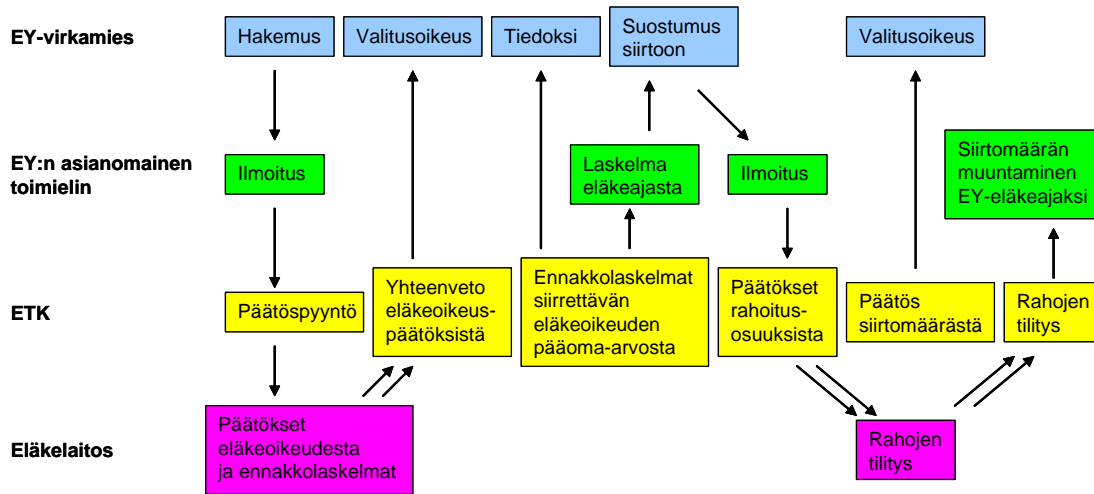 EY-virkamies
Hakemus
Valitusoikeus
Tiedoksi
Suostumus
siirtoon
Valitusoikeus
EY:n asianomainen
toimielin
Ilmoitus
Laskelma
eläkeajasta
Ilmoitus
Siirtomäärän
muuntaminen
EY-eläkeajaksi
ETK
Päätöspyyntö
Yhteenveto
eläkeoikeus-
päätöksistä
Ennakkolaskelmat
siirrettävän
eläkeoikeuden
pääoma-arvosta
Päätökset
rahoitus-
osuuksista
Päätös
siirtomäärästä
Rahojen
tilitys
Eläkelaitos
Päätökset
eläkeoikeudesta
ja ennakkolaskelmat
Rahojen
tilitys